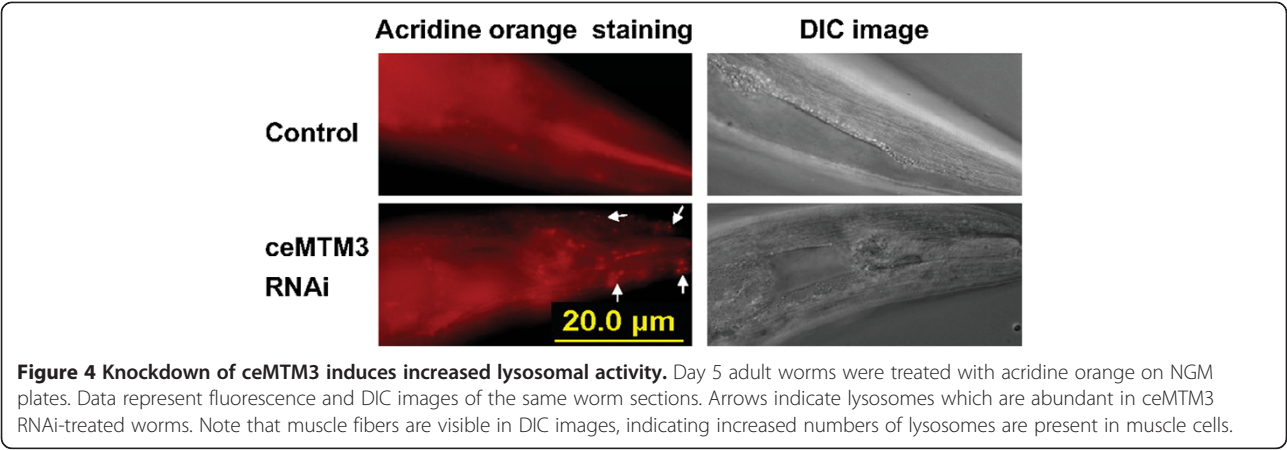 Acridine orange staining
DIC image
Control
ceMTM3
RNAi
20.0 µm
Figure 4 Knockdown of ceMTM3 induces increased lysosomal activity. Day 5 adult worms were treated with acridine orange on NGM
plates. Data represent fluorescence and DIC images of the same worm sections. Arrows indicate lysosomes which are abundant in ceMTM3
RNAi-treated worms. Note that muscle fibers are visible in DIC images, indicating increased numbers of lysosomes are present in muscle cells.